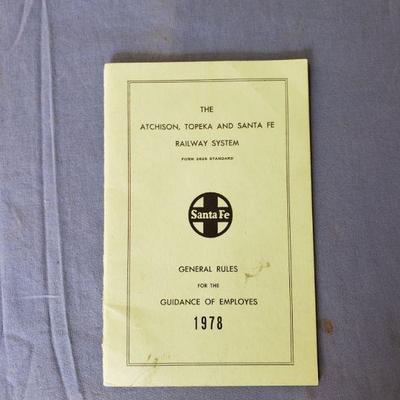 THE
ATCHISON, TOPEKA AND SANTA FE
RAILWAY SYSTEM
FORM 2626 STANDARD
Santa Fe
GENERAL RULES
FOR THE
GUIDANCE OF EMPLOYES
1978